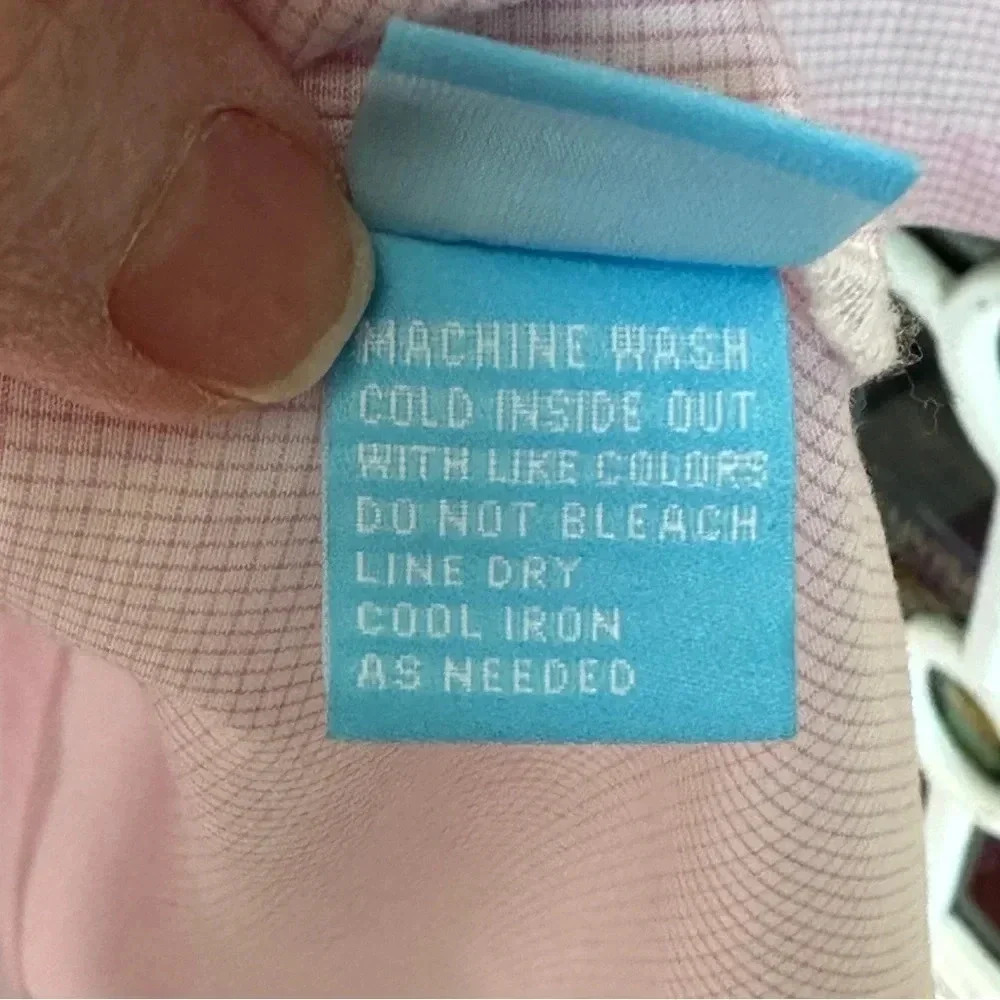 MACHINE WASH
COLD INSIDE OUT
WITH LIKE COLORS
DO NOT BLEACH
LINE DRY
COOL IRON
AS NEEDED